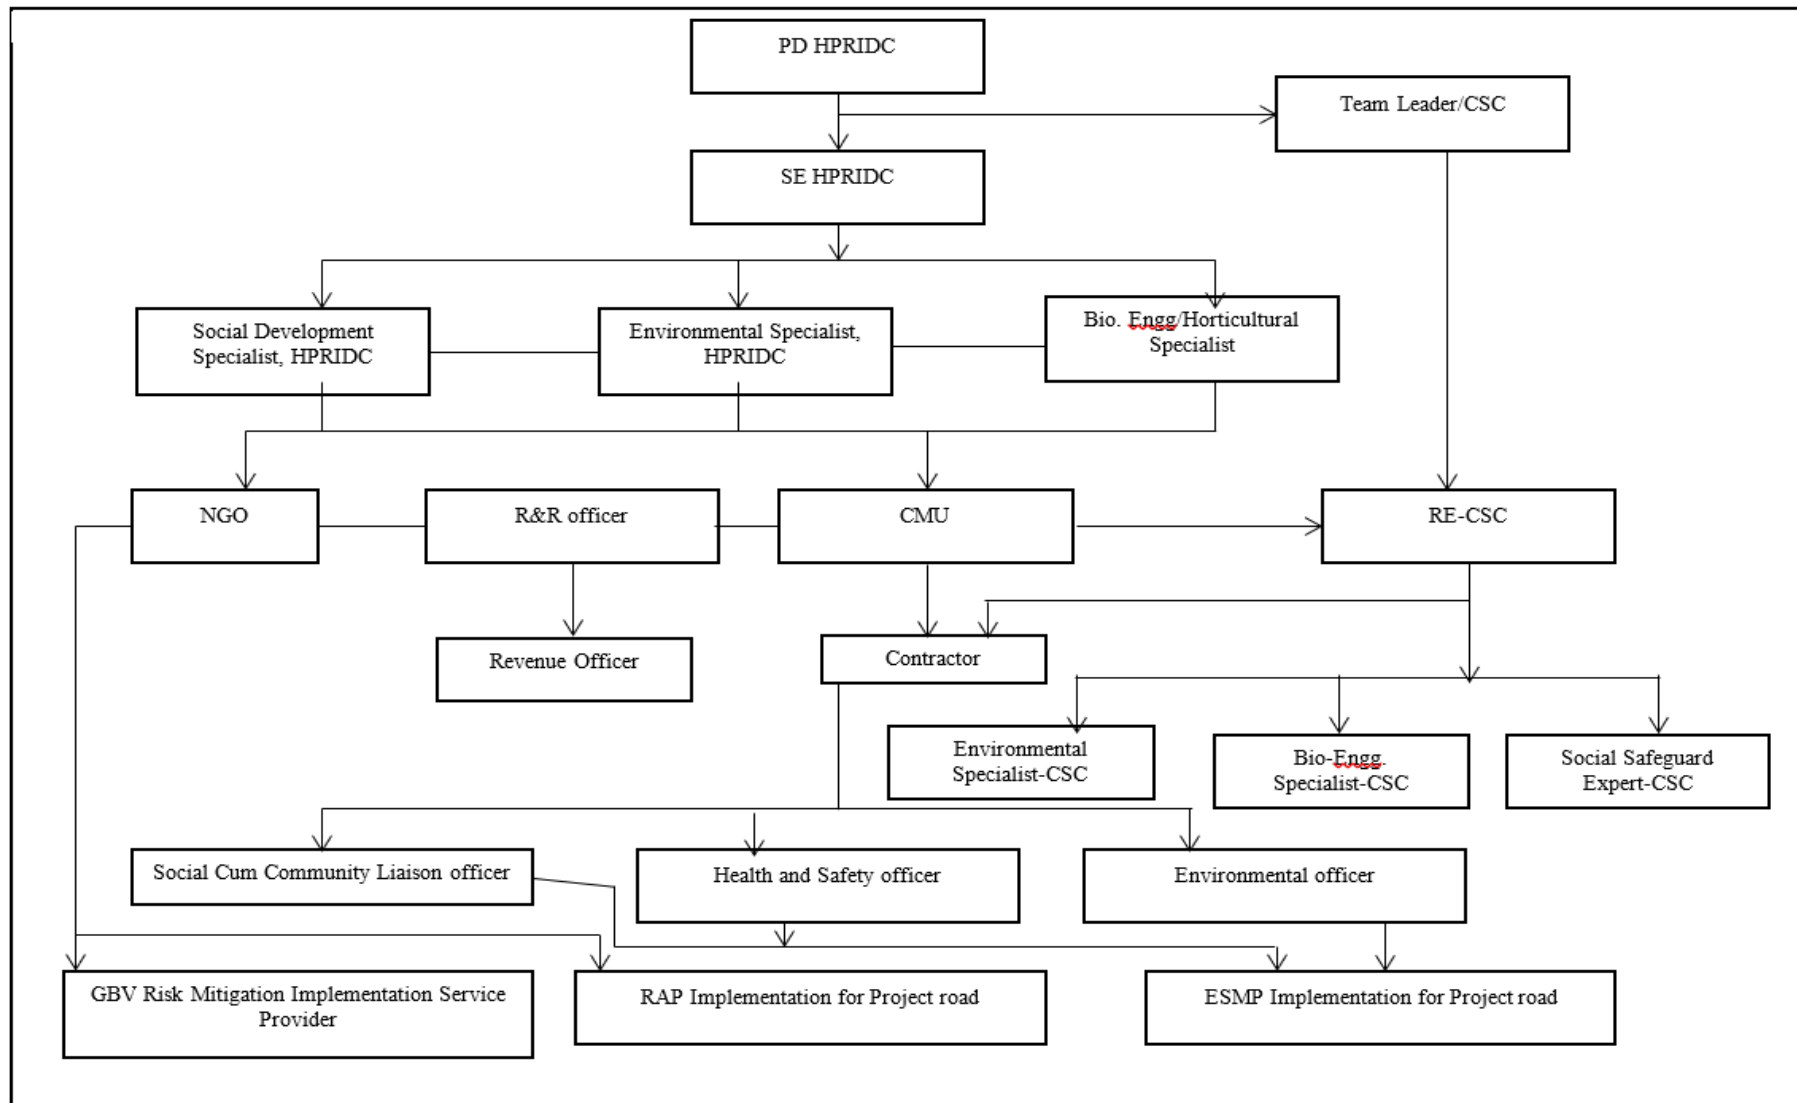 PD HPRIDC
Team Leader/CSC
SE HPRIDC
Social Development
Specialist, HPRIDC
Environmental Specialist,
HPRIDC
Bio. Engg/Horticultural
Specialist
NGO
R&R officer
CMU
RE-CSC
Revenue Officer
Contractor
Environmental
Specialist-CSC
Bio-Engg.
Specialist-CSC
Social Safeguard
Expert-CSC
Social Cum Community Liaison officer
Health and Safety officer
Environmental officer
GBV Risk Mitigation Implementation Service
Provider
RAP Implementation for Project road
ESMP Implementation for Project road